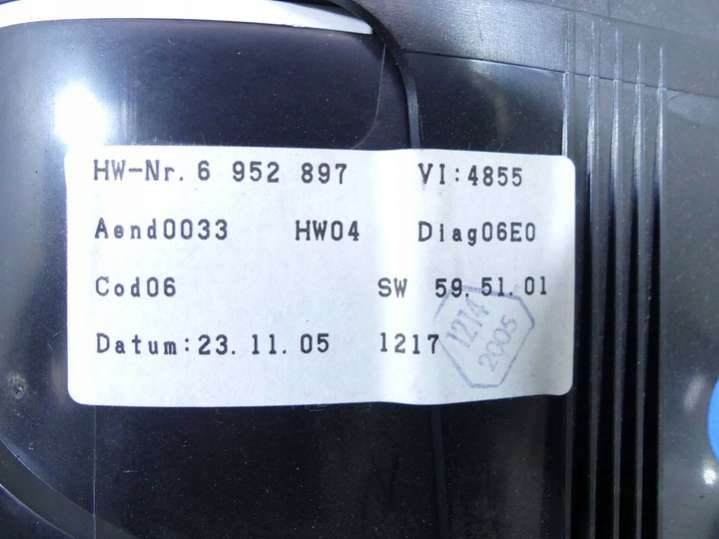 HW-Nr. 6 952 897 VI:4855
Aend0033 HW04 Diag06E0
Cod06 SW 59.51.01
Datum:23.11.05 1217
1214
2005